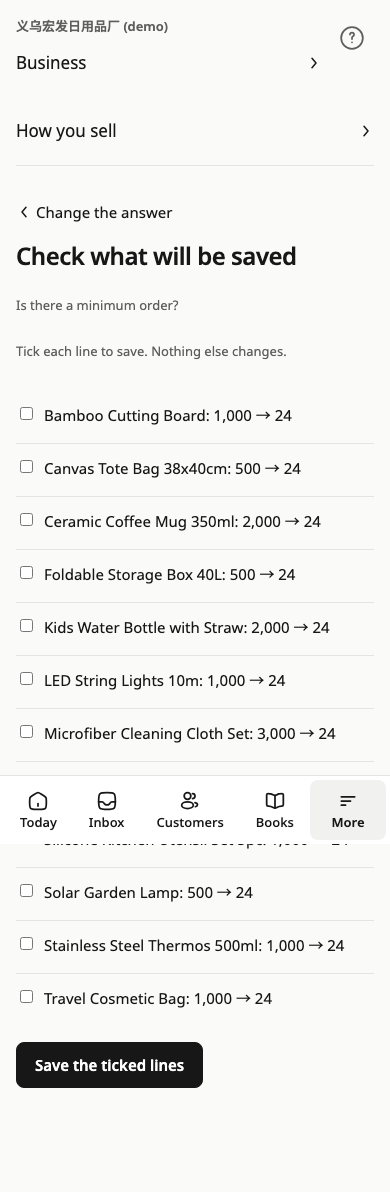 义乌宏发日用品厂 (demo)
Business
How you sell
Change the answer
Check what will be saved
Is there a minimum order?
Tick each line to save. Nothing else changes.
Bamboo Cutting Board: 1,000 → 24
Canvas Tote Bag 38x40cm: 500 → 24
Ceramic Coffee Mug 350ml: 2,000 → 24
Foldable Storage Box 40L: 500 → 24
Kids Water Bottle with Straw: 2,000 → 24
LED String Lights 10m: 1,000 → 24
Microfiber Cleaning Cloth Set: 3,000 → 24
Today Inbox Customers Books More
Solar Garden Lamp: 500 → 24
Stainless Steel Thermos 500ml: 1,000 → 24
Travel Cosmetic Bag: 1,000 → 24
Save the ticked lines